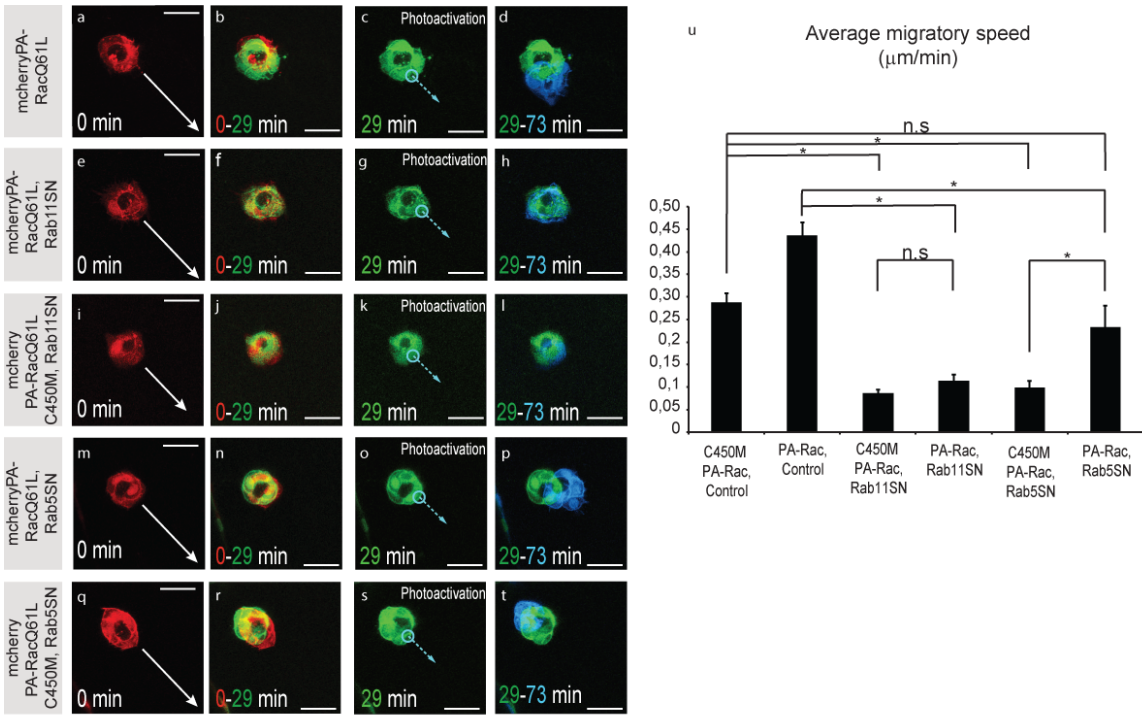 mcherryPA-
RacQ61L
a
0 min
b
0-29 min
Photoactivation
c
29 min
d
29-73 min
mcherryPA-
RacQ61L,
Rab11SN
e
0 min
f
0-29 min
Photoactivation
g
29 min
h
29-73 min
mcherry
PA-RacQ61L
C450M, Rab11SN
i
0 min
j
0-29 min
Photoactivation
k
29 min
l
29-73 min
mcherryPA-
RacQ61L,
Rab5SN
m
0 min
n
0-29 min
Photoactivation
o
29 min
p
29-73 min
mcherry
PA-RacQ61L
C450M, Rab5SN
q
0 min
r
0-29 min
Photoactivation
s
29 min
t
29-73 min
u
Average migratory speed
(μm/min)
n.s
*
*
*
*
n.s
*
0,50
0,45
0,40
0,35
0,30
0,25
0,2
0,15
0,1
0,05
0
C450M
PA-Rac,
Control
PA-Rac,
Control
C450M
PA-Rac,
Rab11SN
PA-Rac,
Rab11SN
C450M
PA-Rac,
Rab5SN
PA-Rac,
Rab5SN